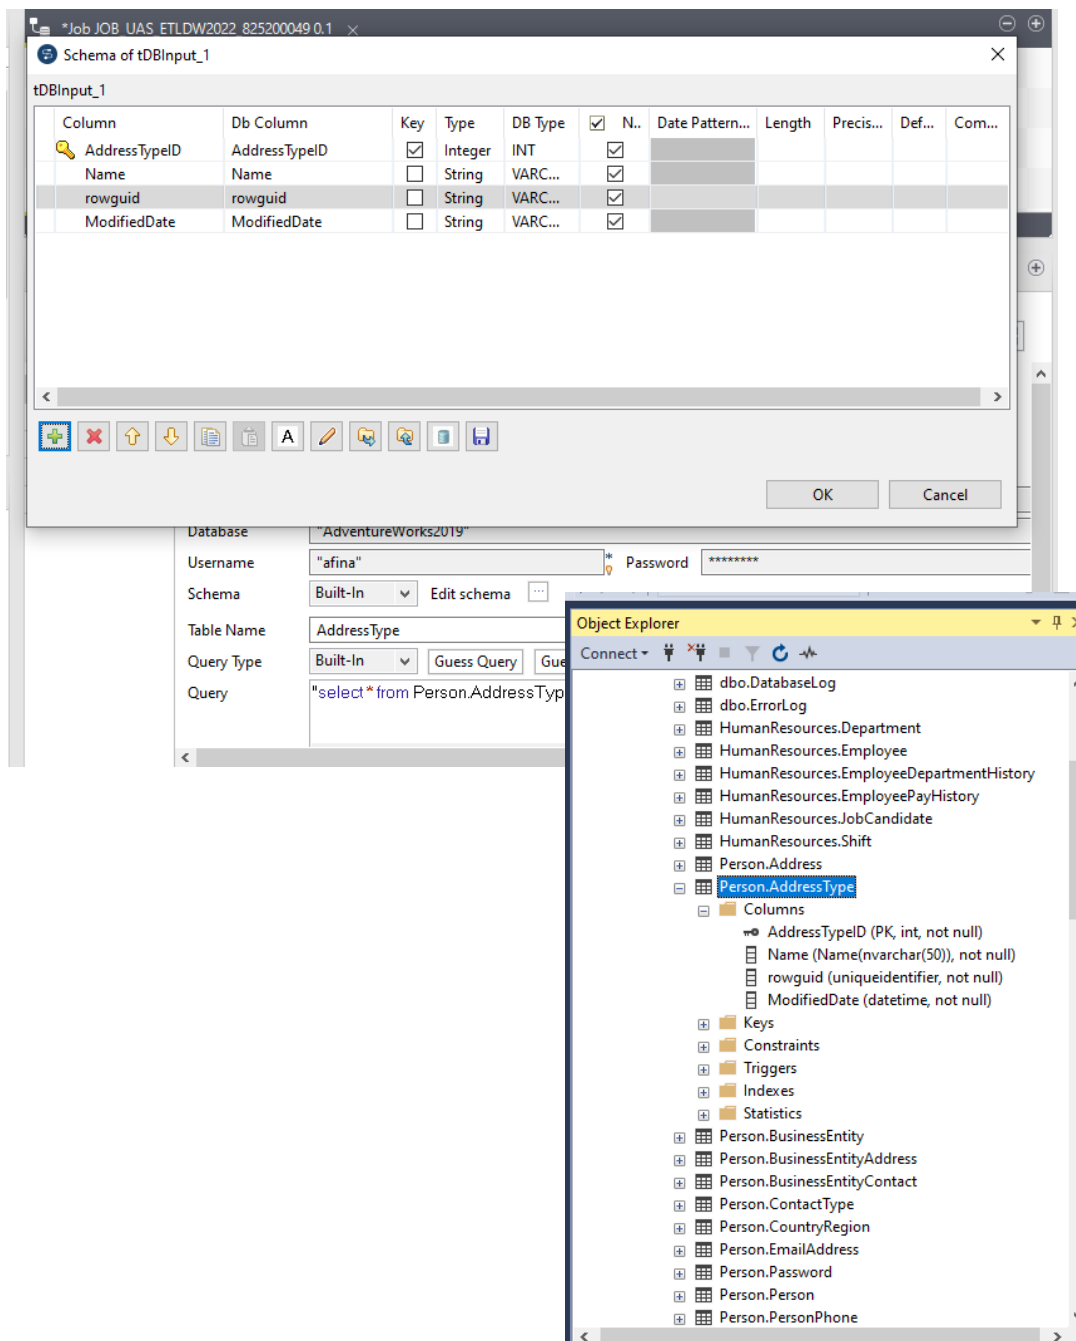 *Job JOB_UAS_ETLDW2022_825200049 0.1
Schema of tDBInput_1
tDBInput_1
Column Db Column Key Type DB Type N.. Date Pattern... Length Precis... Def... Com...
AddressTypeID AddressTypeID Integer INT
Name Name String VARC...
rowguid rowguid String VARC...
ModifiedDate ModifiedDate String VARC...
A
OK Cancel
Database "AdventureWorks2019"
Username "afina" * Password ********
Schema Built-In Edit schema ...
Table Name AddressType
Query Type Built-In Guess Query Gue
Query "select * from Person.AddressTyp
Object Explorer
Connect
dbo.DatabaseLog
dbo.ErrorLog
HumanResources.Department
HumanResources.Employee
HumanResources.EmployeeDepartmentHistory
HumanResources.EmployeePayHistory
HumanResources.JobCandidate
HumanResources.Shift
Person.Address
Person.AddressType
Columns
AddressTypeID (PK, int, not null)
Name (Name(nvarchar(50)), not null)
rowguid (uniqueidentifier, not null)
ModifiedDate (datetime, not null)
Keys
Constraints
Triggers
Indexes
Statistics
Person.BusinessEntity
Person.BusinessEntityAddress
Person.BusinessEntityContact
Person.ContactType
Person.CountryRegion
Person.EmailAddress
Person.Password
Person.Person
Person.PersonPhone